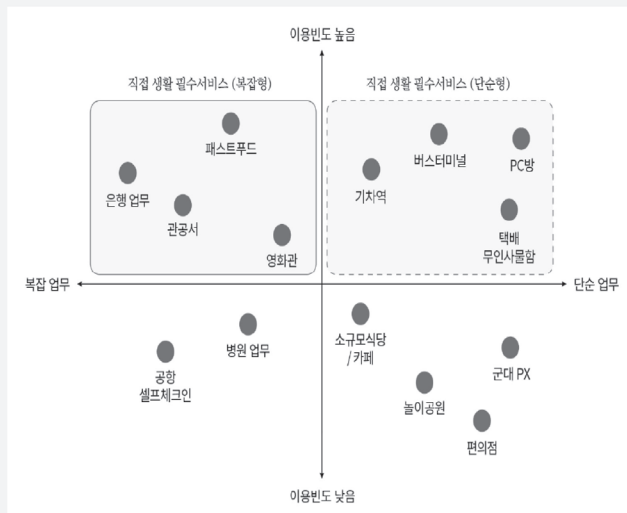 이용빈도 높음
직접 생활 필수서비스 (복잡형)
직접 생활 필수서비스 (단순형)
패스트푸드
버스터미널
PC방
은행 업무
기차역
관공서
택배
무인사물함
영화관
복잡 업무
단순 업무
병원 업무
소규모식당
/ 카페
공항
셀프체크인
군대 PX
놀이공원
편의점
이용빈도 낮음